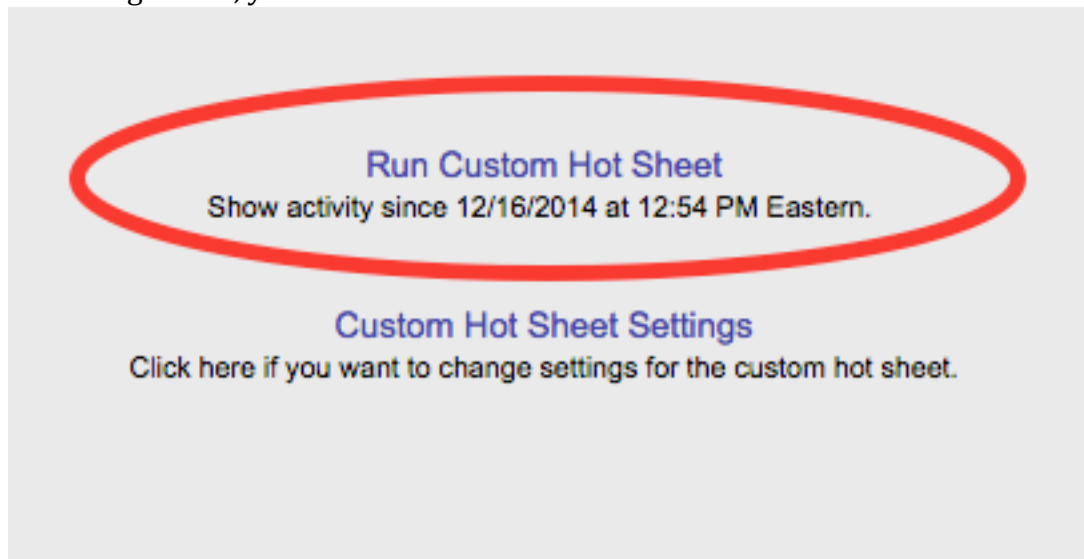 Run Custom Hot Sheet
Show activity since 12/16/2014 at 12:54 PM Eastern.
Custom Hot Sheet Settings
Click here if you want to change settings for the custom hot sheet.